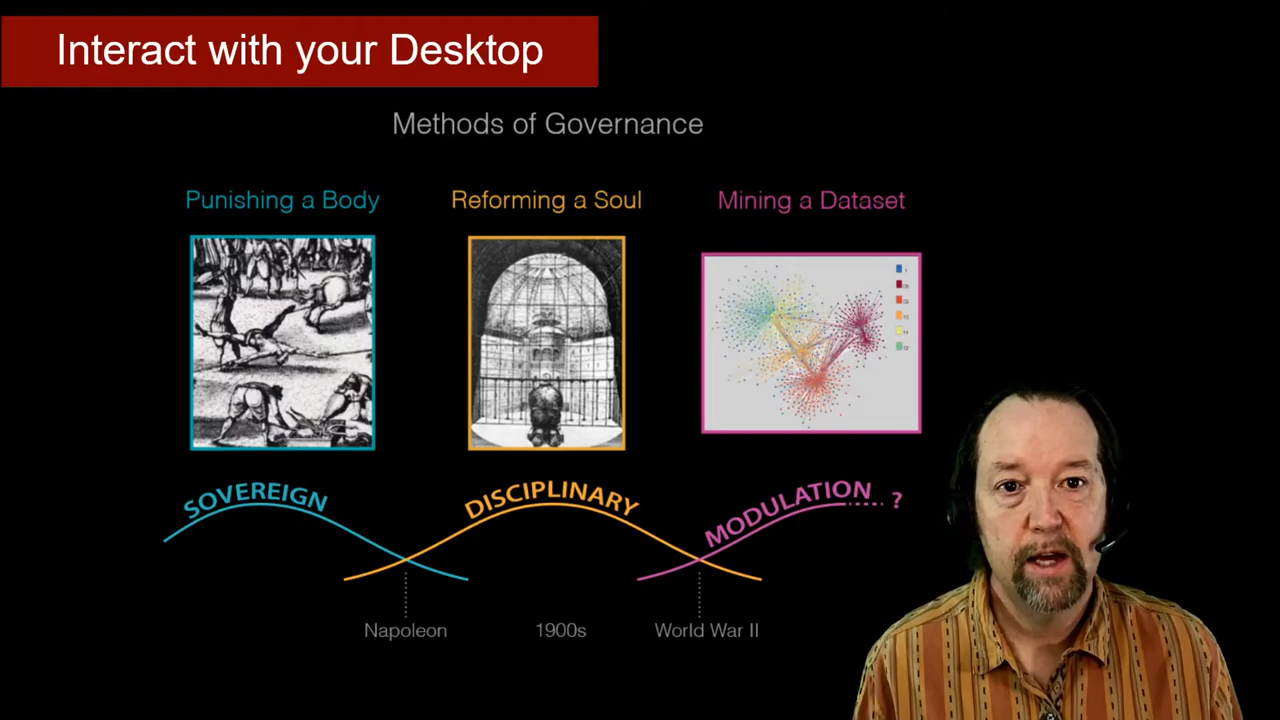 Interact with your Desktop
Methods of Governance
Punishing a Body
Reforming a Soul
Mining a Dataset
SOVEREIGN
DISCIPLINARY
MODULATION ?
Napoleon
1900s
World War II